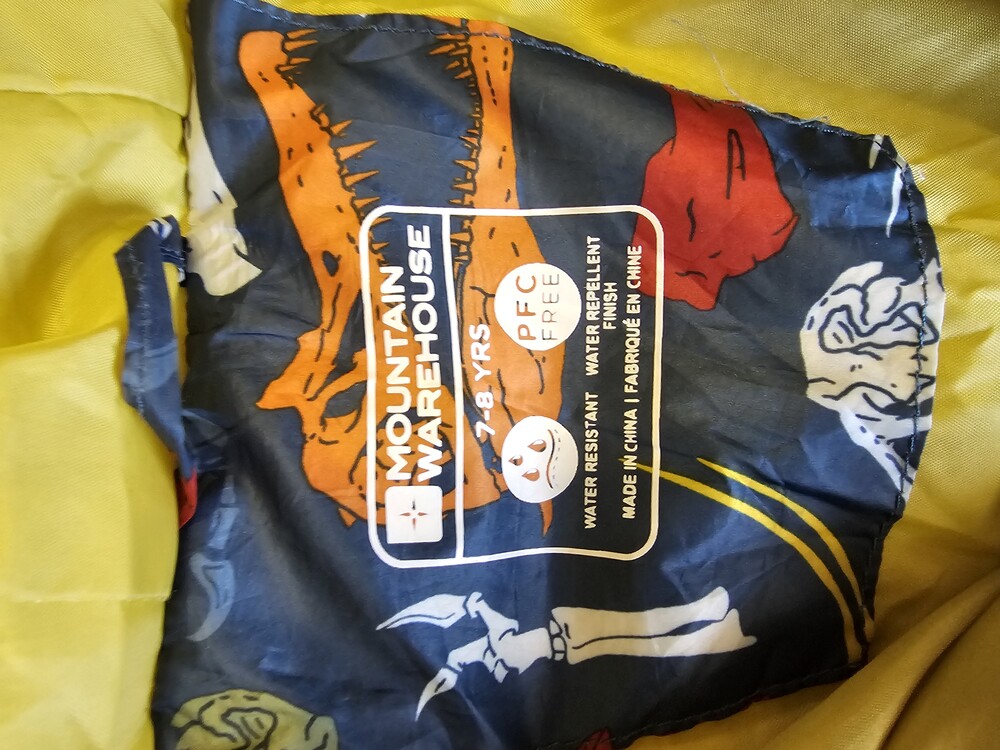 MOUNTAIN
WAREHOUSE
7-8 YRS
PFC
FREE
WATER RESISTANT
WATER REPELLENT
FINISH
MADE IN CHINA | FABRIQUÉ EN CHINE